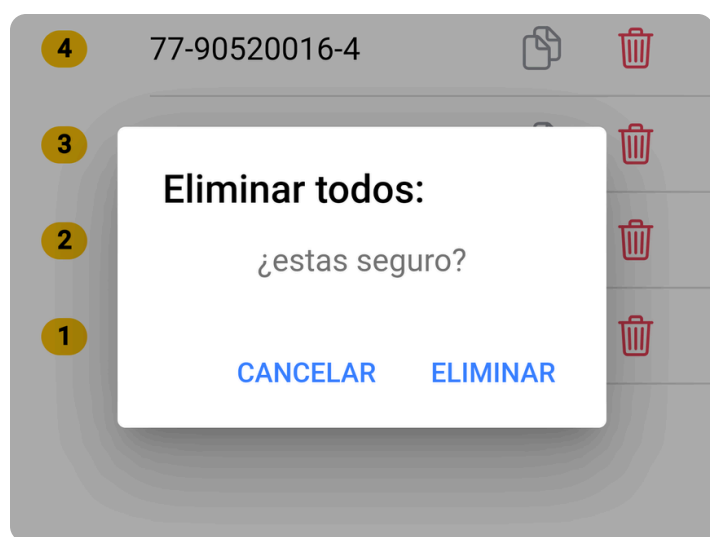 4 77-90520016-4
3
Eliminar todos:
2
¿estas seguro?
1
CANCELAR ELIMINAR